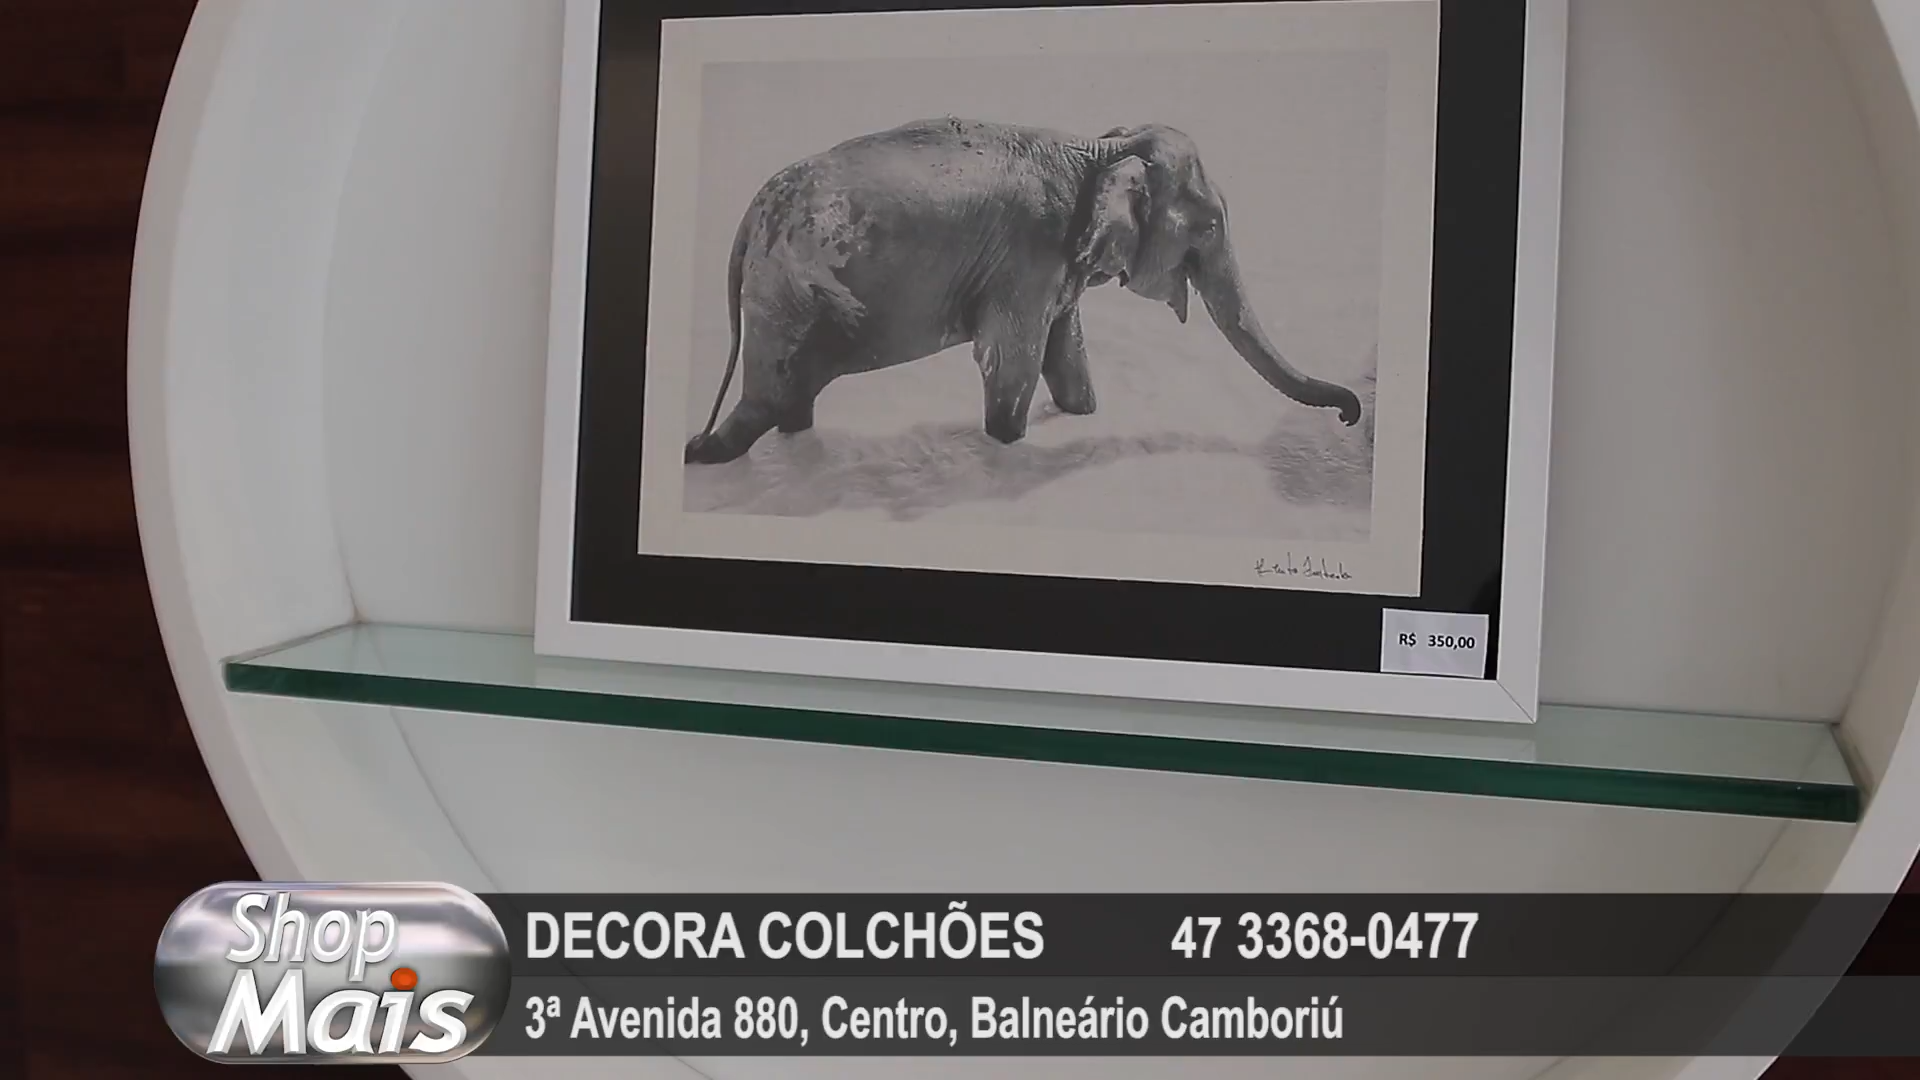 R$ 350,00
Shop
Mais
DECORA COLCHÕES 47 3368-0477
3ª Avenida 880, Centro, Balneário Camboriú